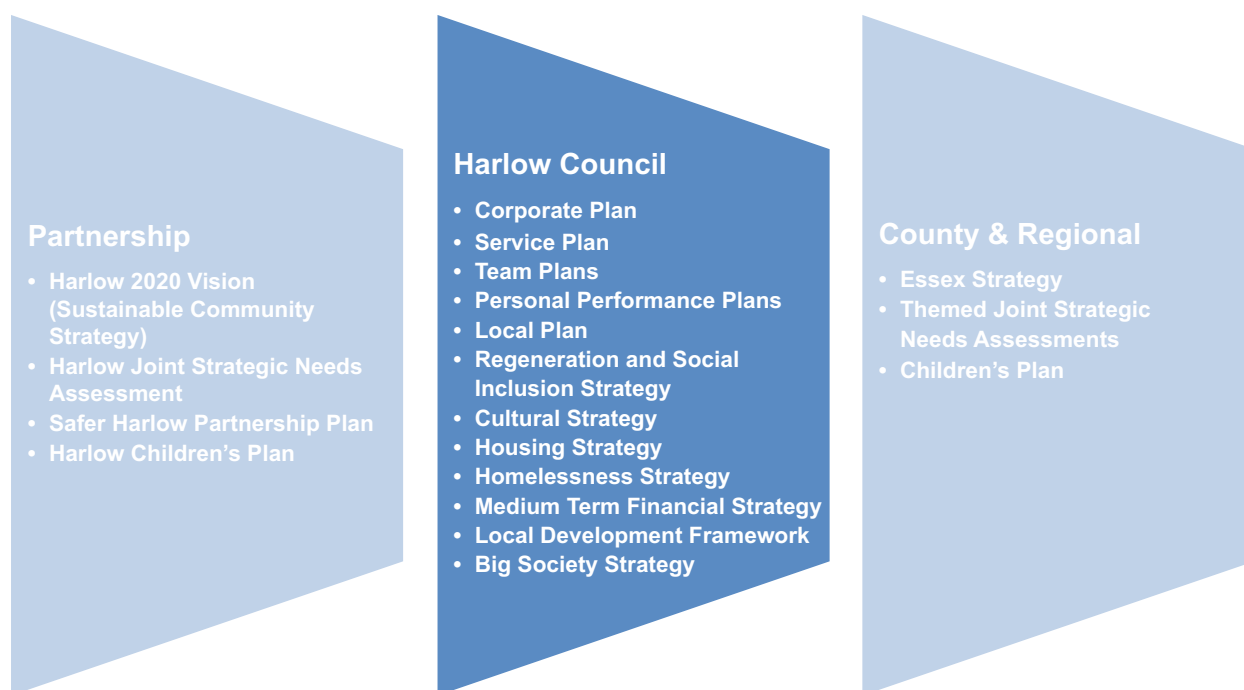 Partnership
• Harlow 2020 Vision
(Sustainable Community
Strategy)
• Harlow Joint Strategic Needs
Assessment
• Safer Harlow Partnership Plan
• Harlow Children’s Plan
Harlow Council
• Corporate Plan
• Service Plan
• Team Plans
• Personal Performance Plans
• Local Plan
• Regeneration and Social
Inclusion Strategy
• Cultural Strategy
• Housing Strategy
• Homelessness Strategy
• Medium Term Financial Strategy
• Local Development Framework
• Big Society Strategy
County & Regional
• Essex Strategy
• Themed Joint Strategic
Needs Assessments
• Children’s Plan